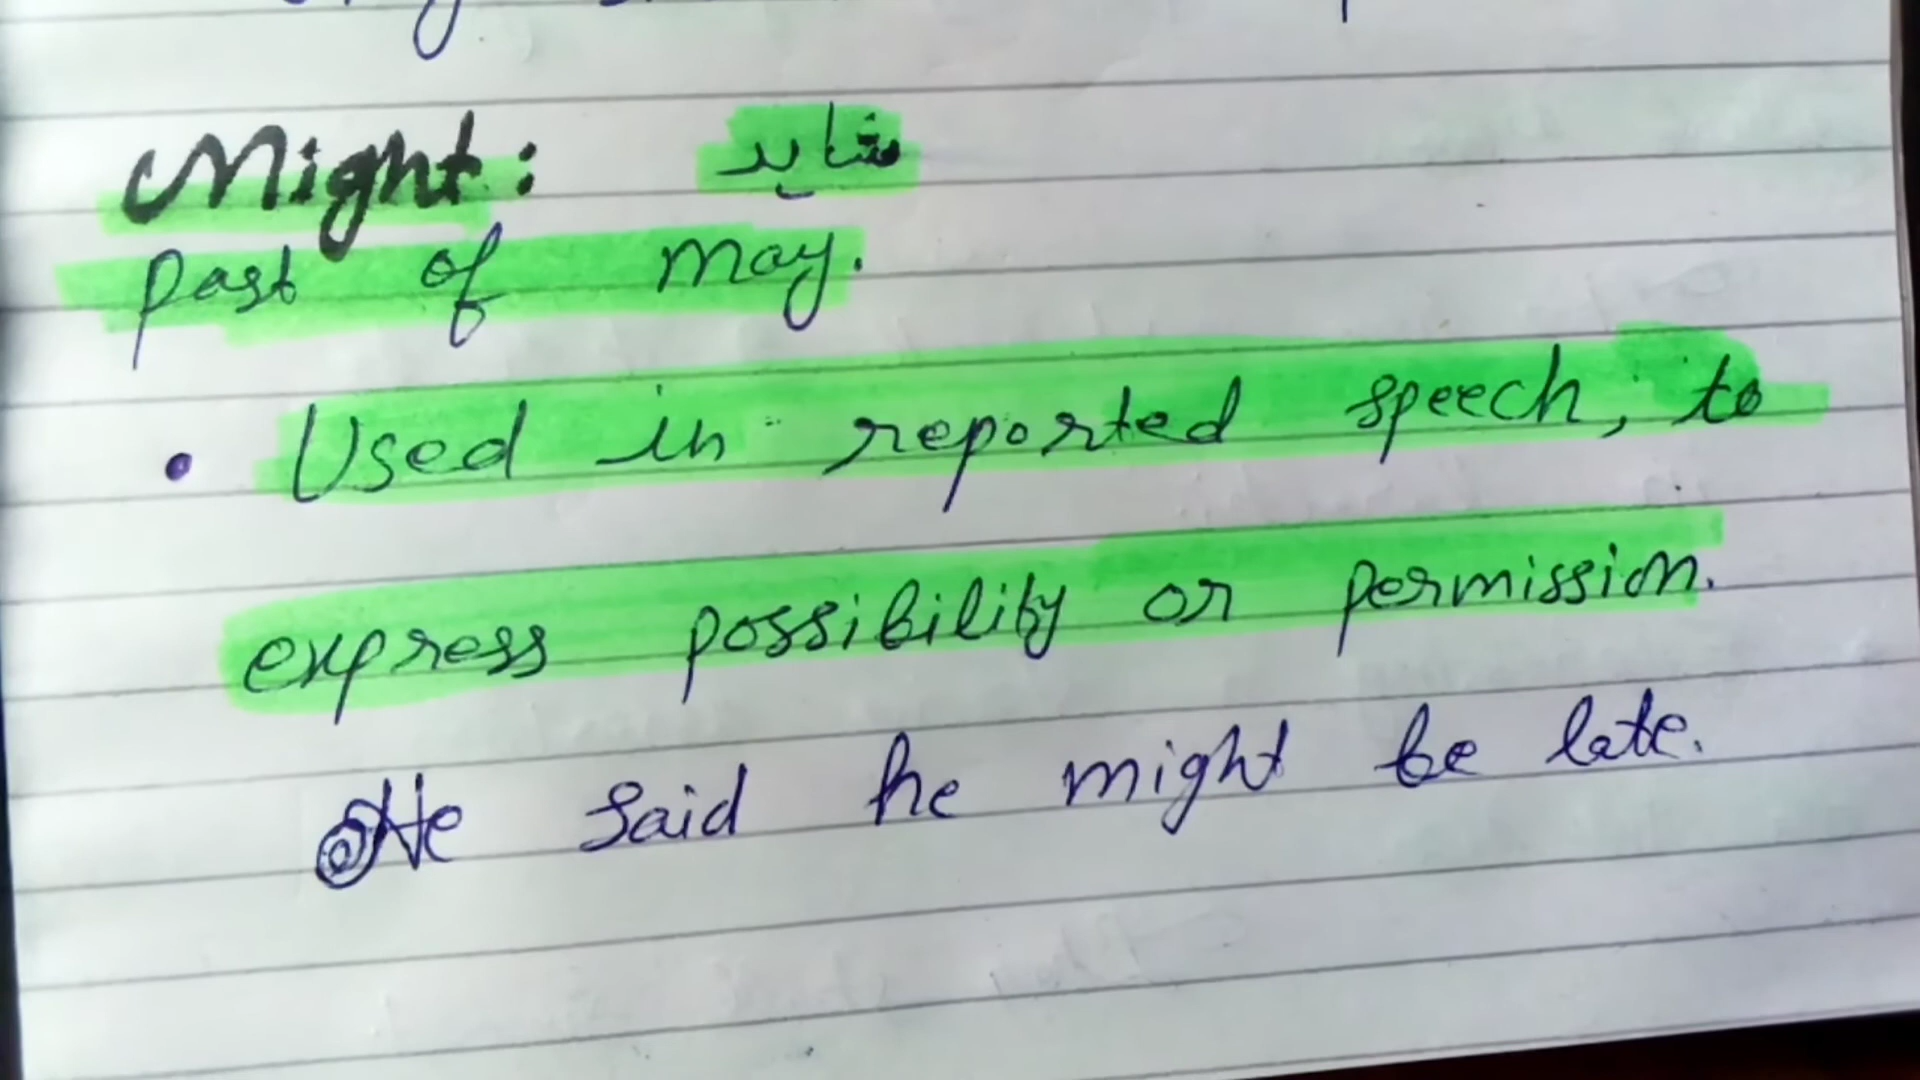 Might: شاید
past of may.
• Used in reported speech, to
express possibility or permission.
He said he might be late.